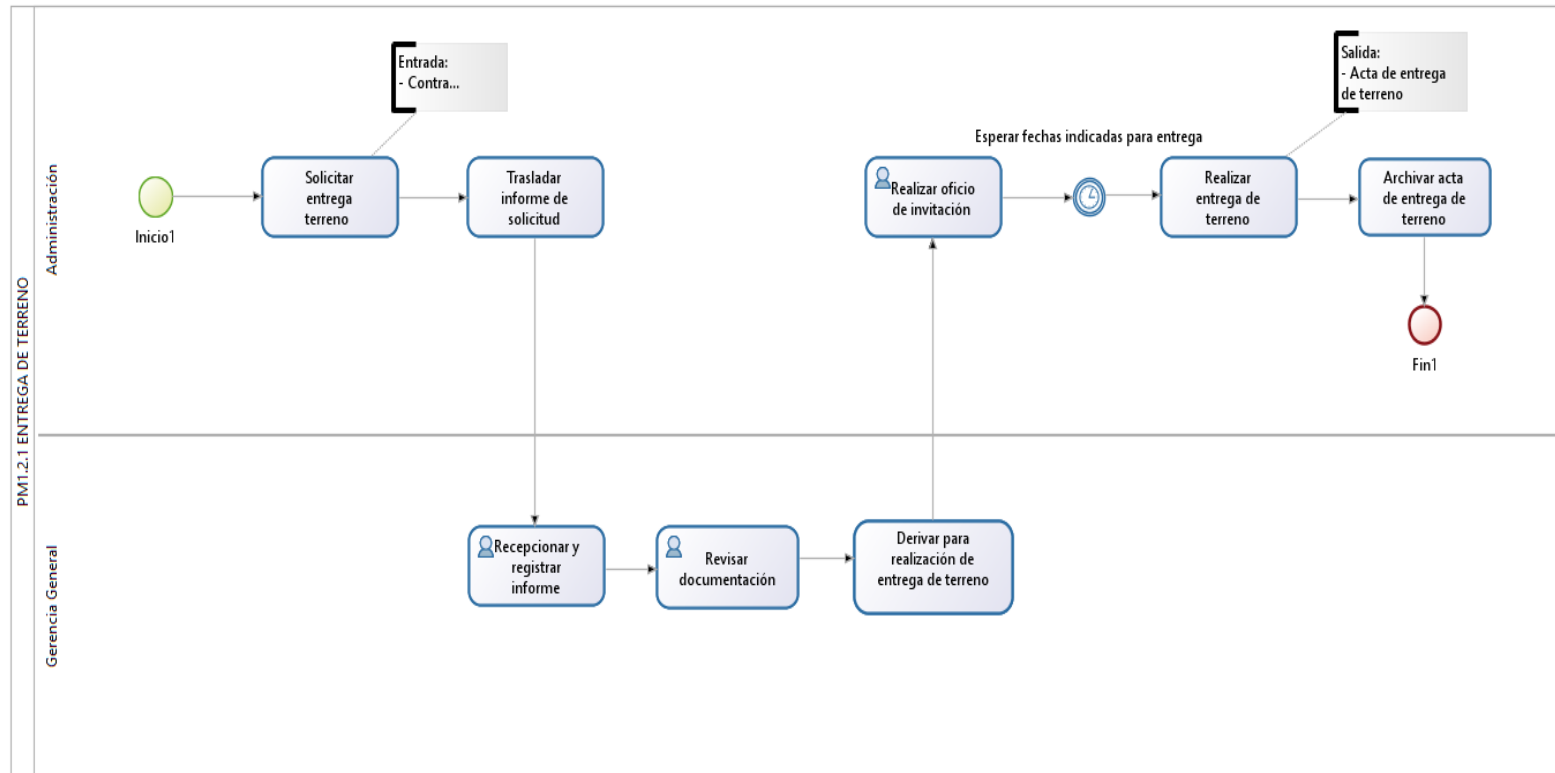 PM1.2.1 ENTREGA DE TERRENO
Administración
Entrada:
- Contra...
Inicio1
Solicitar
entrega
terreno
Trasladar
informe de
solicitud
Realizar oficio
de invitación
Esperar fechas indicadas para entrega
Realizar
entrega de
terreno
Salida:
- Acta de entrega
de terreno
Archivar acta
de entrega de
terreno
Fin1
Gerencia General
Recepcionar y
registrar
informe
Revisar
documentación
Derivar para
realización de
entrega de terreno